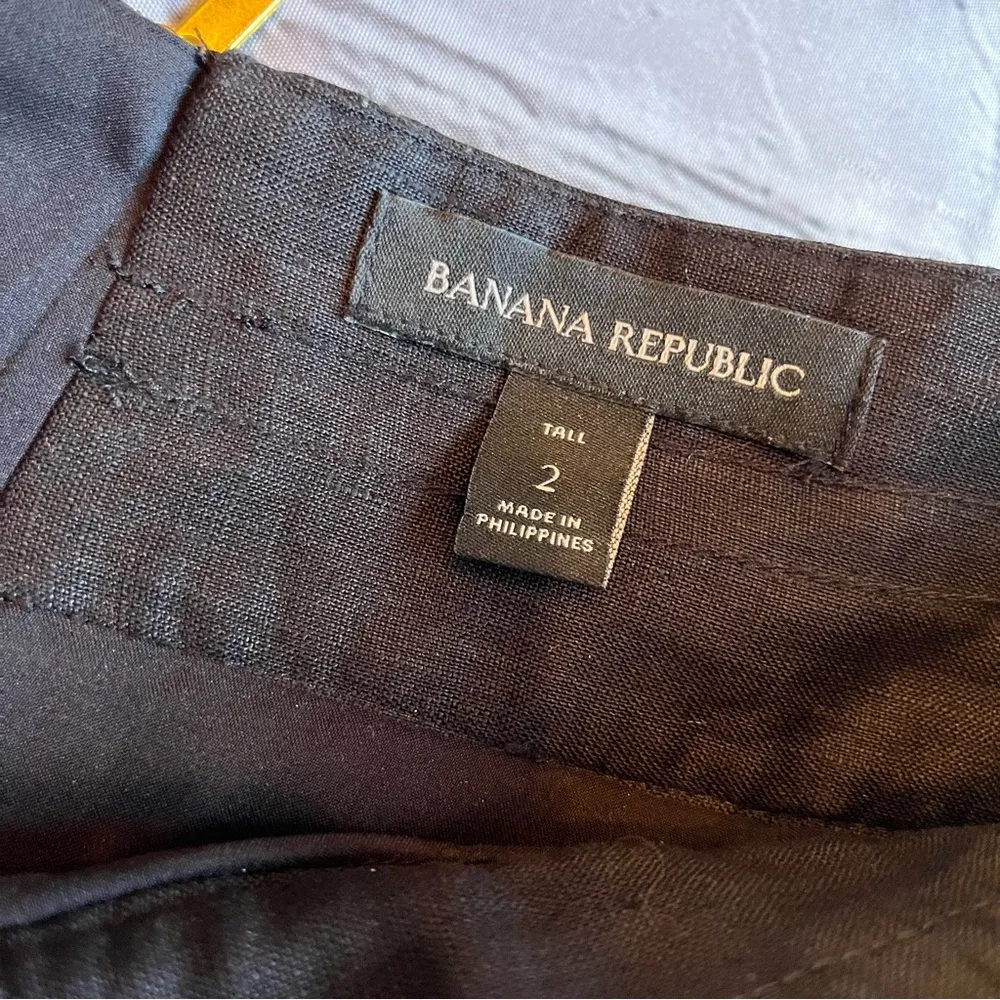 BANANA REPUBLIC
TALL
2
MADE IN
PHILIPPINES